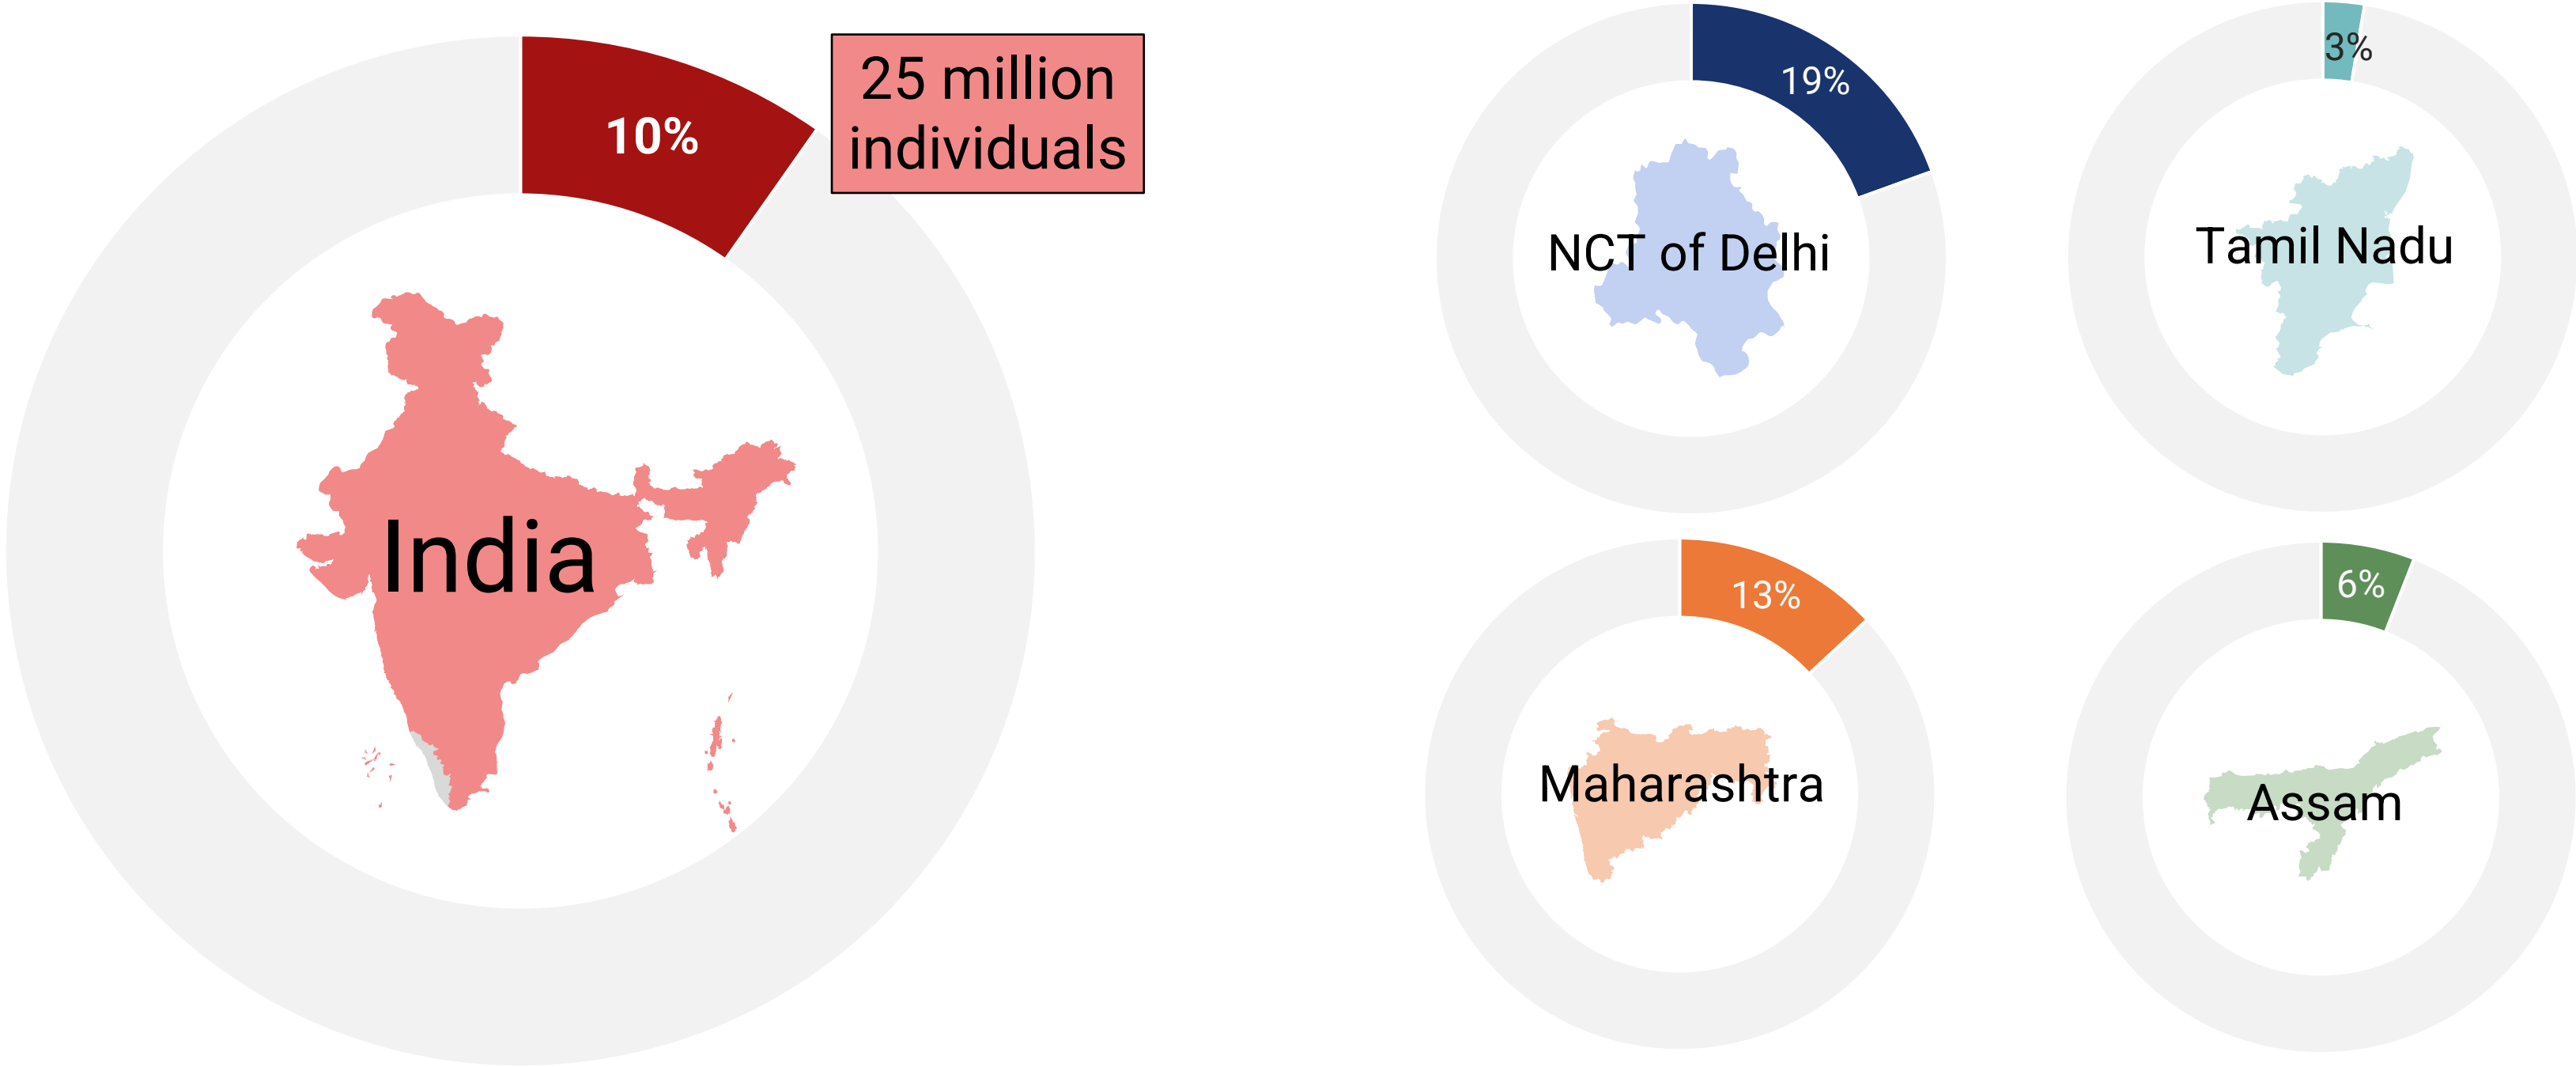 10%
25 million
individuals
India
19%
NCT of Delhi
3%
Tamil Nadu
13%
Maharashtra
6%
Assam